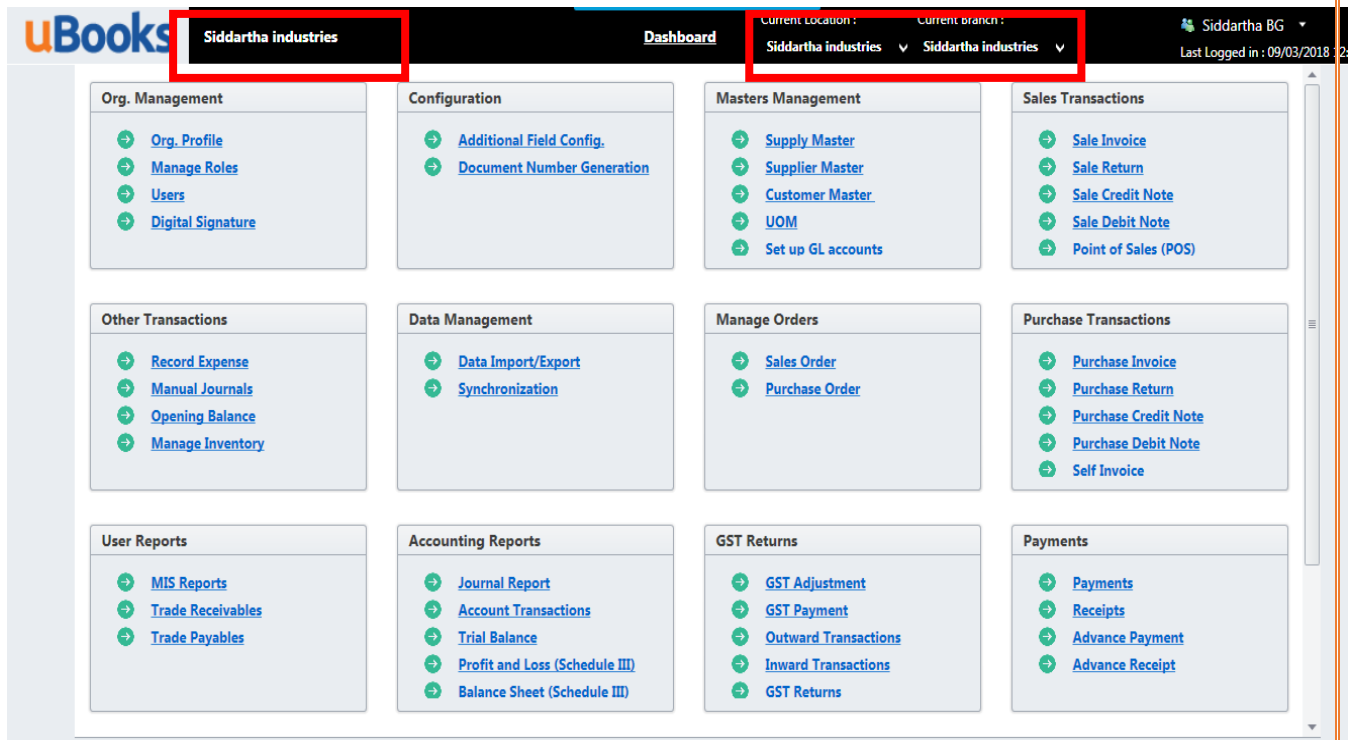 uBooks
Siddartha industries
Dashboard
Current Location : Current Branch :
Siddartha industries Siddartha industries
Siddartha BG
Last Logged in : 09/03/2018
Org. Management
Org. Profile
Manage Roles
Users
Digital Signature
Configuration
Additional Field Config.
Document Number Generation
Masters Management
Supply Master
Supplier Master
Customer Master
UOM
Set up GL accounts
Sales Transactions
Sale Invoice
Sale Return
Sale Credit Note
Sale Debit Note
Point of Sales (POS)
Other Transactions
Record Expense
Manual Journals
Opening Balance
Manage Inventory
Data Management
Data Import/Export
Synchronization
Manage Orders
Sales Order
Purchase Order
Purchase Transactions
Purchase Invoice
Purchase Return
Purchase Credit Note
Purchase Debit Note
Self Invoice
User Reports
MIS Reports
Trade Receivables
Trade Payables
Accounting Reports
Journal Report
Account Transactions
Trial Balance
Profit and Loss (Schedule III)
Balance Sheet (Schedule III)
GST Returns
GST Adjustment
GST Payment
Outward Transactions
Inward Transactions
GST Returns
Payments
Payments
Receipts
Advance Payment
Advance Receipt